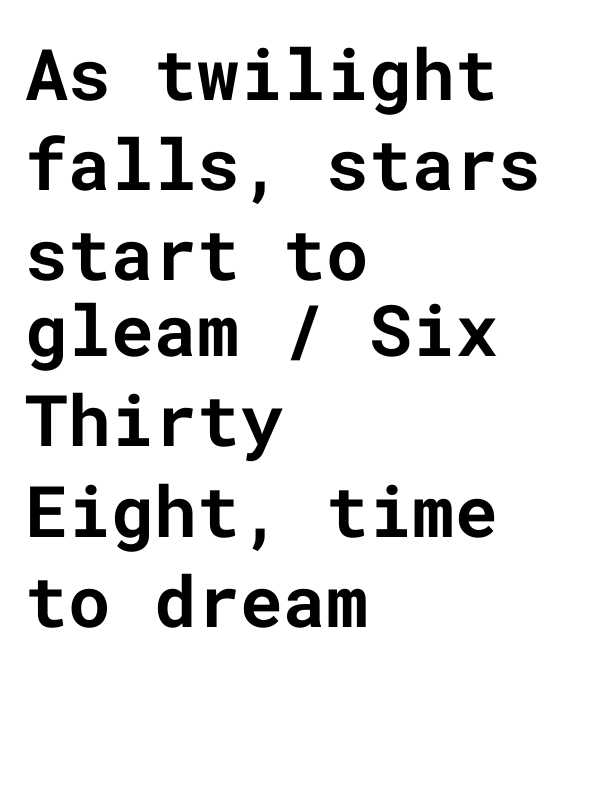 As twilight
falls, stars
start to
gleam / Six
Thirty
Eight, time
to dream